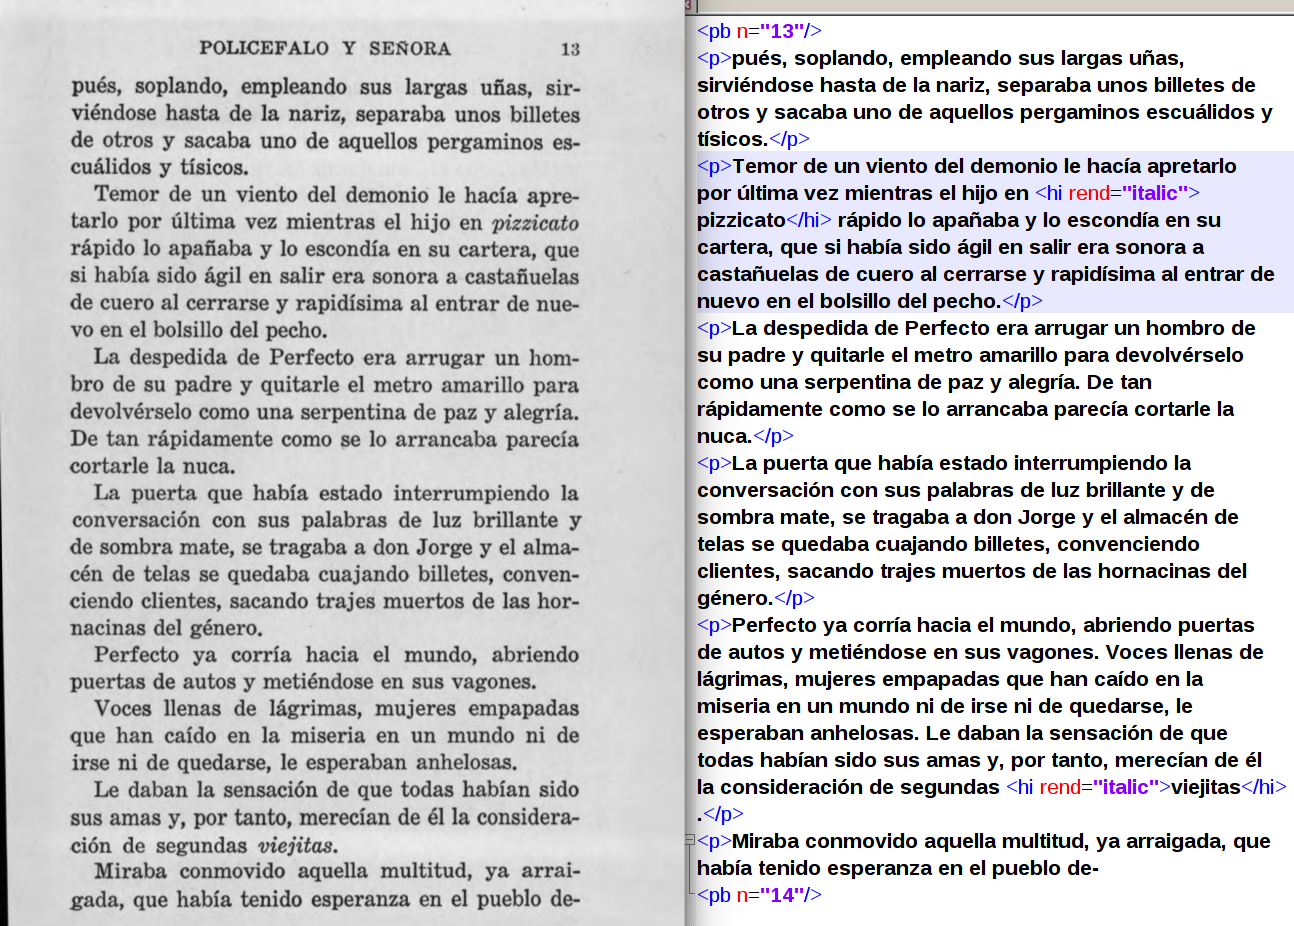 POLICEFALO Y SEÑORA 13
pués, soplando, empleando sus largas uñas, sir-
viéndose hasta de la nariz, separaba unos billetes
de otros y sacaba uno de aquellos pergaminos es-
cuálidos y tísicos.
Temor de un viento del demonio le hacía apre-
tarlo por última vez mientras el hijo en pizzicato
rápido lo apañaba y lo escondía en su cartera, que
si había sido ágil en salir era sonora a castañuelas
de cuero al cerrarse y rapidísima al entrar de nue-
vo en el bolsillo del pecho.
La despedida de Perfecto era arrugar un hom-
bro de su padre y quitarle el metro amarillo para
devolvérselo como una serpentina de paz y alegría.
De tan rápidamente como se lo arrancaba parecía
cortarle la nuca.
La puerta que había estado interrumpiendo la
conversación con sus palabras de luz brillante y
de sombra mate, se tragaba a don Jorge y el alma-
cén de telas se quedaba cuajando billetes, conven-
ciendo clientes, sacando trajes muertos de las hor-
nacinas del género.
Perfecto ya corría hacia el mundo, abriendo
puertas de autos y metiéndose en sus vagones.
Voces llenas de lágrimas, mujeres empapadas
que han caído en la miseria en un mundo ni de
irse ni de quedarse, le esperaban anhelosas.
Le daban la sensación de que todas habían sido
sus amas y, por tanto, merecían de él la considera-
ción de segundas viejitas.
Miraba conmovido aquella multitud, ya arrai-
gada, que había tenido esperanza en el pueblo de-
<pb n="13"/>
<p>pués, soplando, empleando sus largas uñas,
sirviéndose hasta de la nariz, separaba unos billetes de
otros y sacaba uno de aquellos pergaminos escuálidos y
tísicos.</p>
<p>Temor de un viento del demonio le hacía apretarlo
por última vez mientras el hijo en <hi rend="italic">
pizzicato</hi> rápido lo apañaba y lo escondía en su
cartera, que si había sido ágil en salir era sonora a
castañuelas de cuero al cerrarse y rapidísima al entrar de
nuevo en el bolsillo del pecho.</p>
<p>La despedida de Perfecto era arrugar un hombro de
su padre y quitarle el metro amarillo para devolvérselo
como una serpentina de paz y alegría. De tan
rápidamente como se lo arrancaba parecía cortarle la
nuca.</p>
<p>La puerta que había estado interrumpiendo la
conversación con sus palabras de luz brillante y de
sombra mate, se tragaba a don Jorge y el almacén de
telas se quedaba cuajando billetes, convenciendo
clientes, sacando trajes muertos de las hornacinas del
género.</p>
<p>Perfecto ya corría hacia el mundo, abriendo puertas
de autos y metiéndose en sus vagones. Voces llenas de
lágrimas, mujeres empapadas que han caído en la
miseria en un mundo ni de irse ni de quedarse, le
esperaban anhelosas. Le daban la sensación de que
todas habían sido sus amas y, por tanto, merecían de él
la consideración de segundas <hi rend="italic">viejitas</hi>
.</p>
<p>Miraba conmovido aquella multitud, ya arraigada, que
había tenido esperanza en el pueblo de-
<pb n="14"/>